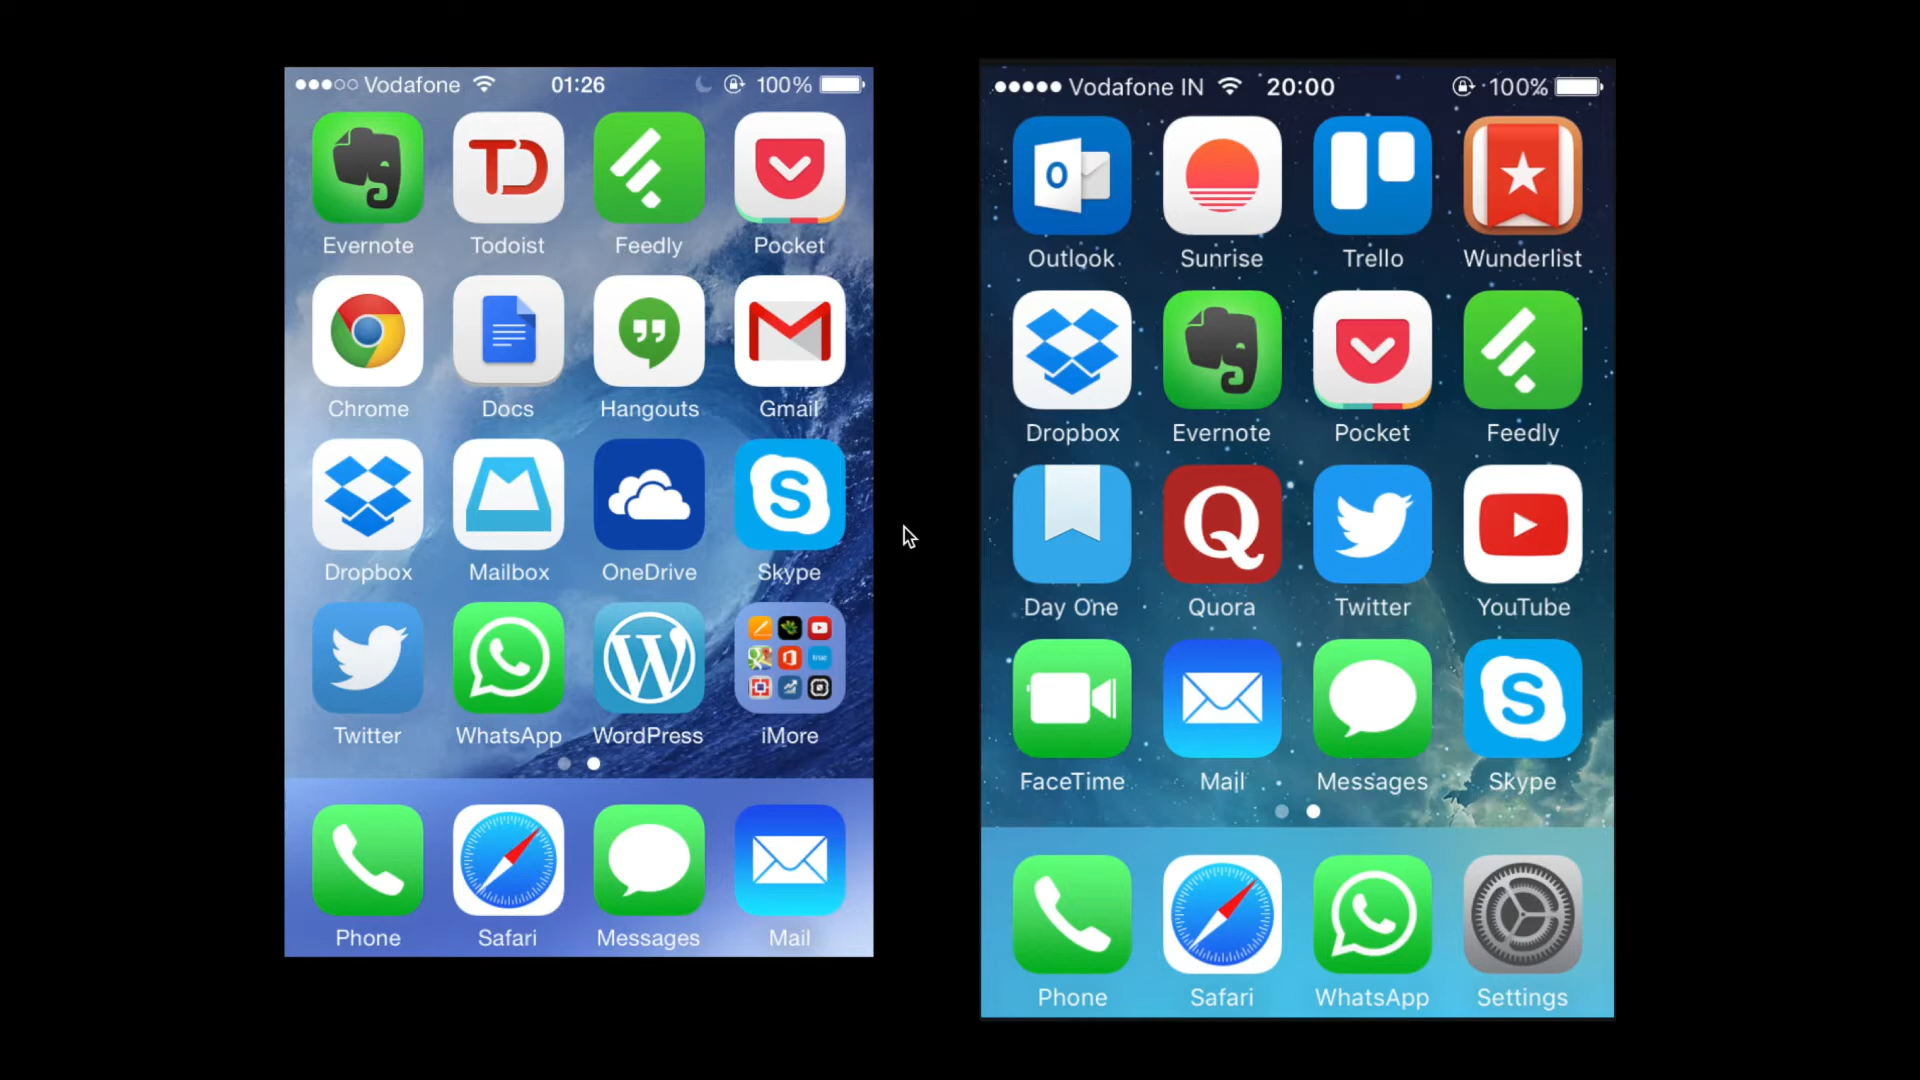 Vodafone 01:26 100%
Evernote Todoist Feedly Pocket
Chrome Docs Hangouts Gmail
Dropbox Mailbox OneDrive Skype
Twitter WhatsApp WordPress iMore
Phone Safari Messages Mail
Vodafone IN 20:00 100%
Outlook Sunrise Trello Wunderlist
Dropbox Evernote Pocket Feedly
Day One Quora Twitter YouTube
FaceTime Mail Messages Skype
Phone Safari WhatsApp Settings